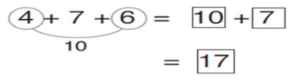 4 + 7 + 6 = 10 + 7
10
= 17